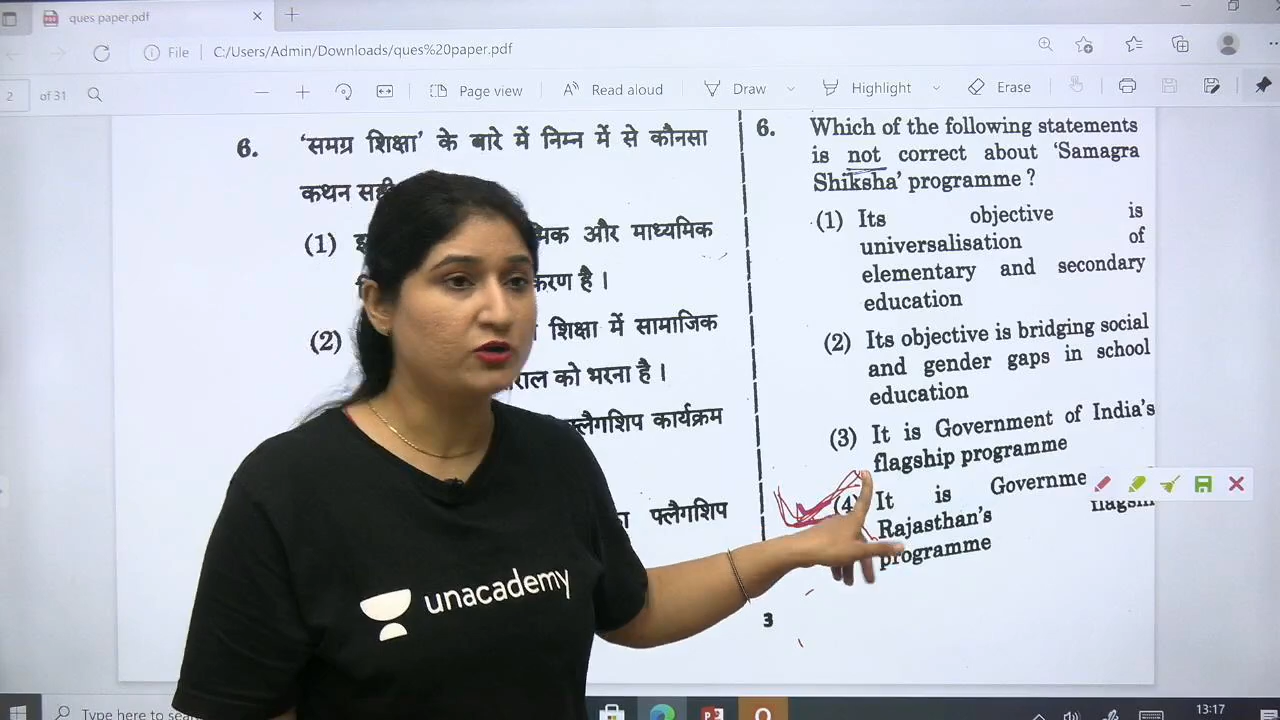 ques paper.pdf
File C:/Users/Admin/Downloads/ques%20paper.pdf
2 of 31 Page view Read aloud Draw Highlight Erase
6. 'समग्र शिक्षा' के बारे में निम्न में से कौनसा
कथन
(1) और माध्यमिक
है ।
(2) शिक्षा में सामाजिक
को भरना है ।
कार्यक्रम
फ्लैगशिप
6. Which of the following statements
is not correct about 'Samagra
Shiksha' programme ?
(1) Its objective is
universalisation of
elementary and secondary
education
(2) Its objective is bridging social
and gender gaps in school
education
(3) It is Government of India's
flagship programme
(4) It is
Rajasthan's
programme
3
unacademy
Type here to
13:17